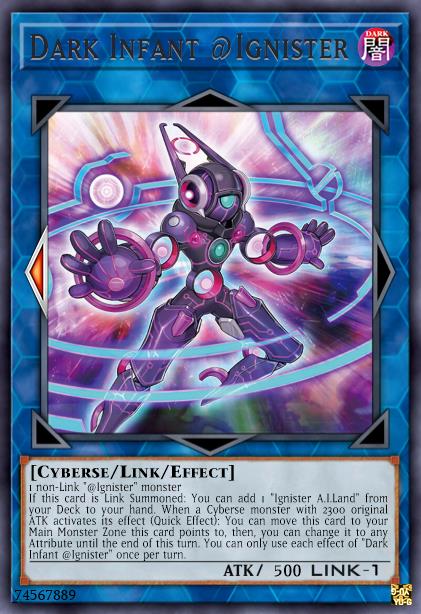 DARK INFANT @IGNISTER
DARK
闇
[CYBERSE/LINK/EFFECT]
1 non-Link "@Ignister" monster
If this card is Link Summoned: You can add 1 "Ignister A.I.Land" from
your Deck to your hand. When a Cyberse monster with 2300 original
ATK activates its effect (Quick Effect): You can move this card to your
Main Monster Zone this card points to, then, you can change it to any
Attribute until the end of this turn. You can only use each effect of "Dark
Infant @Ignister" once per turn.
ATK/ 500 LINK-1
74567889